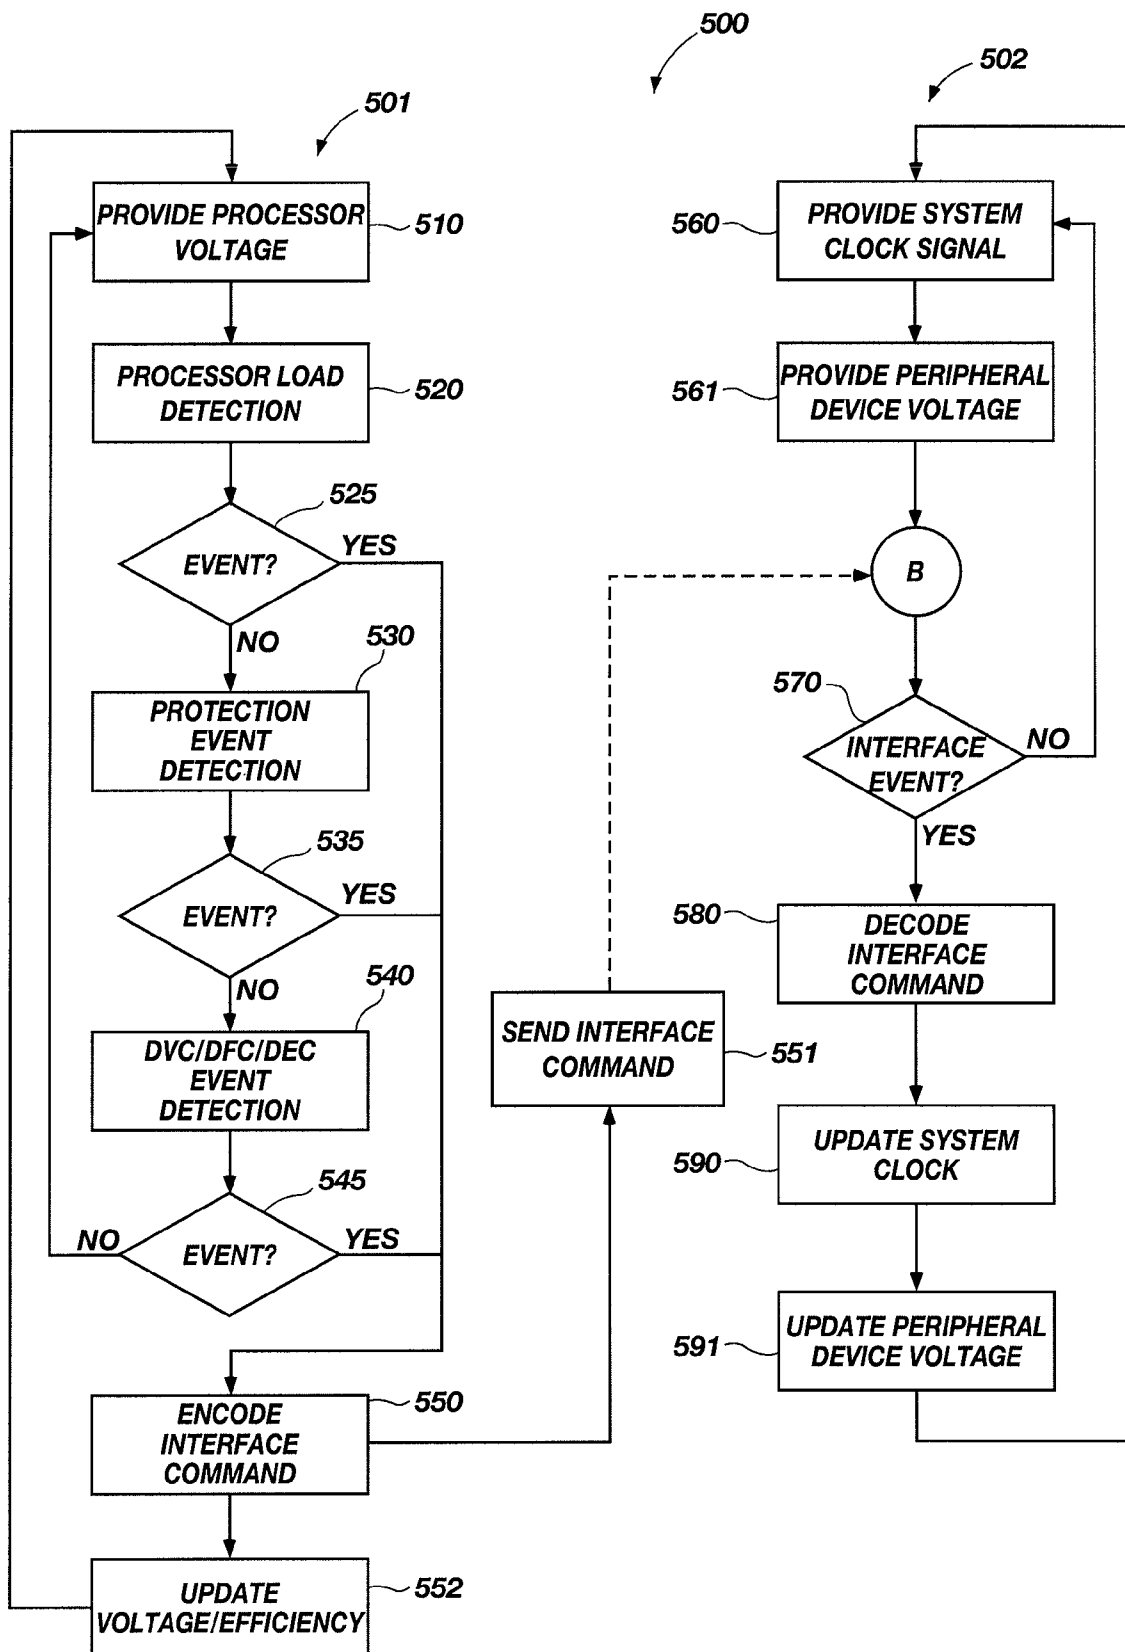 500
501
502
PROVIDE PROCESSOR
VOLTAGE
510
PROCESSOR LOAD
DETECTION
520
525
EVENT?
YES
NO
530
PROTECTION
EVENT
DETECTION
535
EVENT?
YES
NO
540
DVC/DFC/DEC
EVENT
DETECTION
545
NO
EVENT?
YES
550
ENCODE
INTERFACE
COMMAND
UPDATE
VOLTAGE/EFFICIENCY
552
SEND INTERFACE
COMMAND
551
560
PROVIDE SYSTEM
CLOCK SIGNAL
561
PROVIDE PERIPHERAL
DEVICE VOLTAGE
B
570
INTERFACE
EVENT?
NO
YES
580
DECODE
INTERFACE
COMMAND
590
UPDATE SYSTEM
CLOCK
591
UPDATE PERIPHERAL
DEVICE VOLTAGE